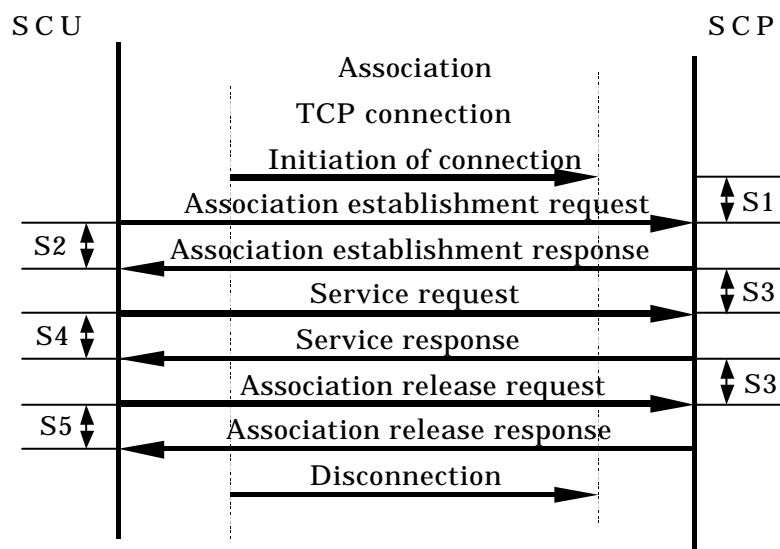 SCU
SCP
Association
TCP connection
Initiation of connection
S1
Association establishment request
S2
Association establishment response
Service request
S3
S4
Service response
Association release request
S3
S5
Association release response
Disconnection